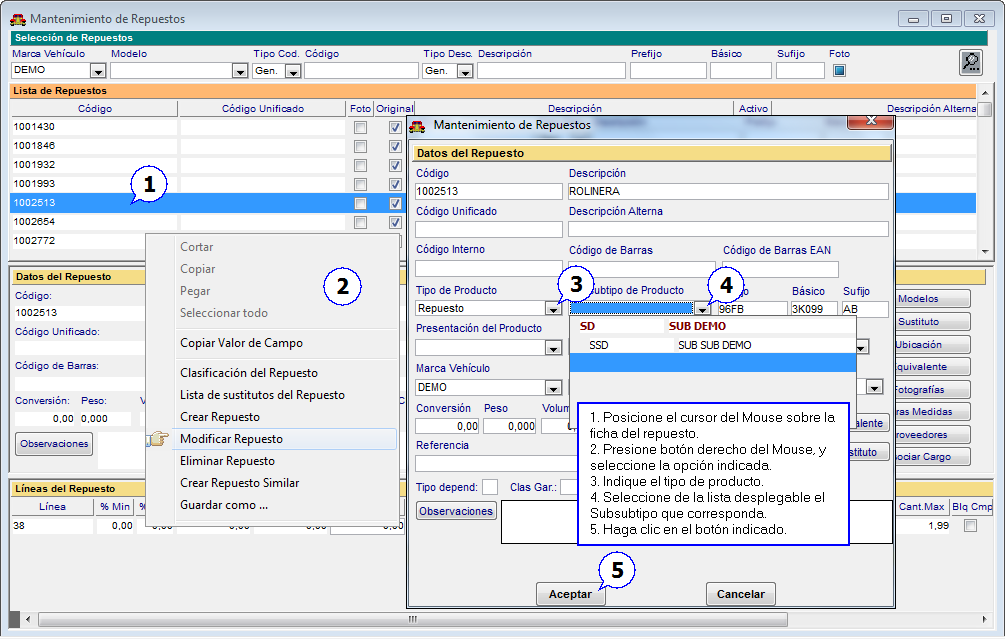 Mantenimiento de Repuestos
Selección de Repuestos
Marca Vehículo Modelo Tipo Cod. Código Tipo Desc. Descripción Prefijo Básico Sufijo Foto
DEMO Gen. Gen.
Lista de Repuestos
Código Código Unificado Foto Original Descripción Activo Descripción Alterna
1001430
1001846
1001932
1001993
1002513
1002654
1002772
1
Datos del Repuesto
Código:
1002513
Código Unificado:
Código de Barras:
Conversión: Peso:
0,00 0,000
Observaciones
Líneas del Repuesto
Línea % Min
38 0,00
0,00
Cant.Max Blq Cmp
1,99
Cortar
Copiar
Pegar
Seleccionar todo
Copiar Valor de Campo
Clasificación del Repuesto
Lista de sustitutos del Repuesto
Crear Repuesto
Modificar Repuesto
Eliminar Repuesto
Crear Repuesto Similar
Guardar como ...
2
Mantenimiento de Repuestos
Datos del Repuesto
Código Descripción
1002513 ROLINERA
Código Unificado Descripción Alterna
Código Interno Código de Barras Código de Barras EAN
Tipo de Producto 3 ubtipo de Producto 4 Básico Sufijo
Repuesto 96FB 3K099 AB
SD SUB DEMO
SSD SUB SUB DEMO
Presentación del Producto
Marca Vehículo
DEMO
Conversión Peso Volum
0,00 0,000 0,
Referencia
Tipo depend: Clas Gar.:
Observaciones
alente
stituto
1. Posicione el cursor del Mouse sobre la
ficha del repuesto.
2. Presione botón derecho del Mouse, y
seleccione la opción indicada.
3. Indique el tipo de producto.
4. Seleccione de la lista desplegable el
Subsubtipo que corresponda.
5. Haga clic en el botón indicado.
5
Aceptar Cancelar
Modelos
Sustituto
Ubicación
quivalente
otografías
ras Medidas
roveedores
ociar Cargo